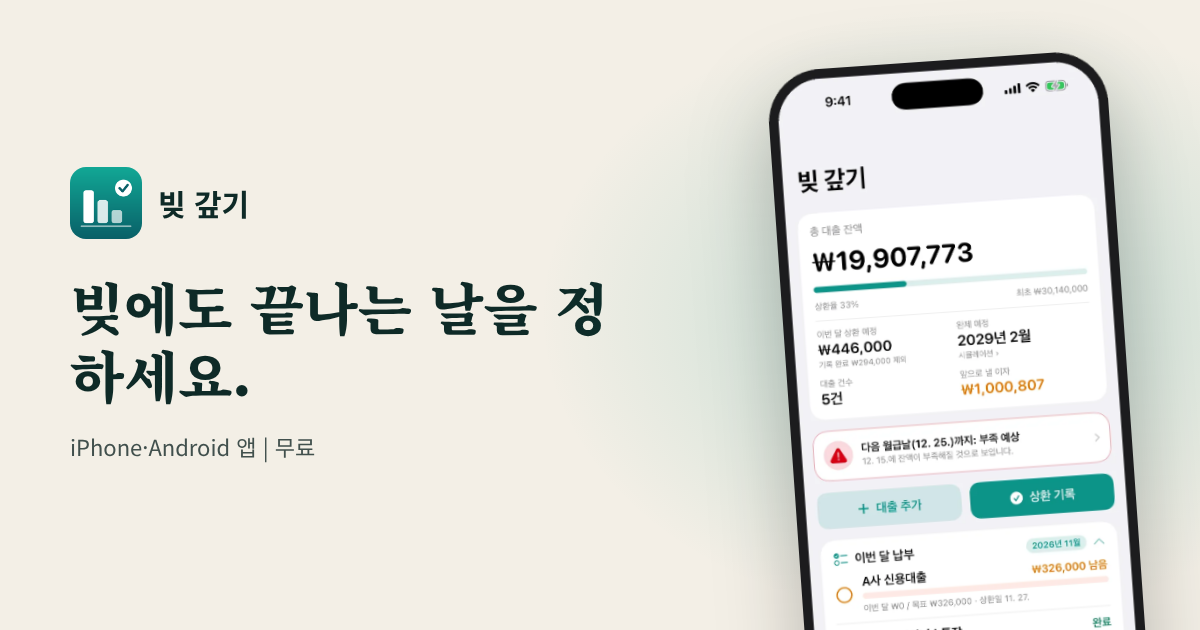 빚 갚기
빚에도 끝나는 날을 정
하세요.
iPhone·Android 앱 | 무료
9:41
빚 갚기
총 대출 잔액
₩19,907,773
상환율 33%
최초 ₩30,140,000
이번 달 상환 예정
₩446,000
기록 완료 ₩294,000 제외
완제 예정
2029년 2월
시뮬레이션 ›
대출 건수
5건
앞으로 낼 이자
₩1,000,807
다음 월급날(12. 25.)까지: 부족 예상
12. 15.에 잔액이 부족해질 것으로 보입니다.
+ 대출 추가
상환 기록
이번 달 납부
2026년 11월
A사 신용대출
₩326,000 남음
이번 달 ₩0 / 목표 ₩326,000 · 상환일 11. 27.
완료